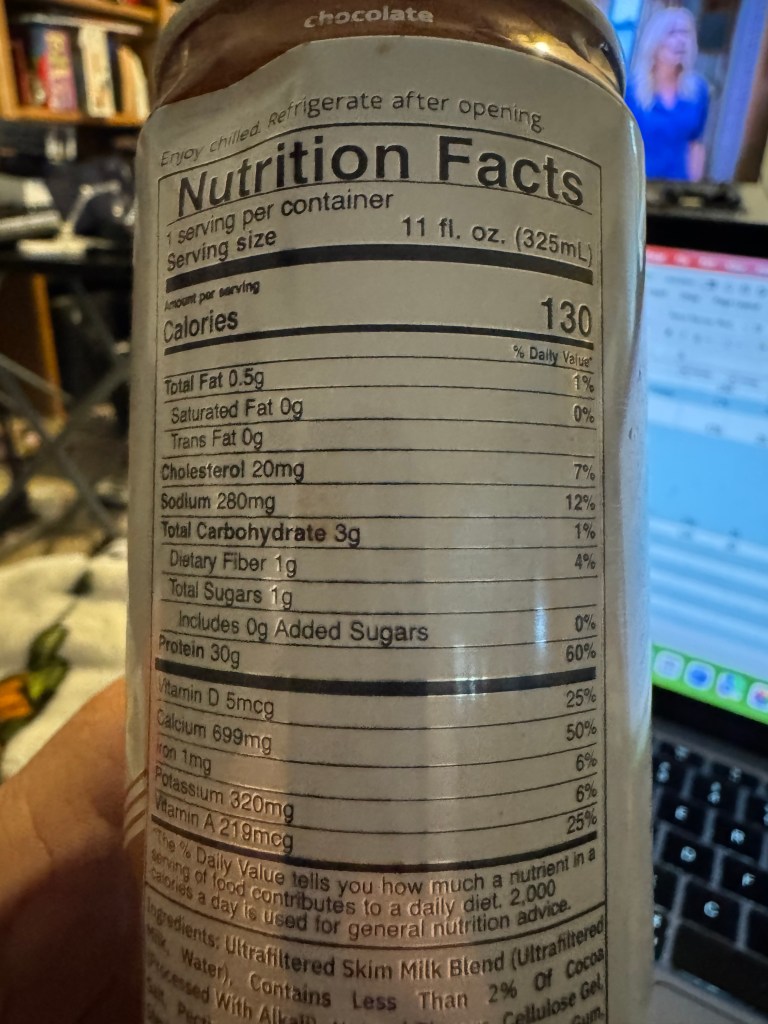 chocolate
Enjoy chilled. Refrigerate after opening.
Nutrition Facts
1 serving per container
Serving size 11 fl. oz. (325mL)
Amount per serving
Calories 130
% Daily Value*
Total Fat 0.5g 1%
Saturated Fat 0g 0%
Trans Fat 0g
Cholesterol 20mg 7%
Sodium 280mg 12%
Total Carbohydrate 3g 1%
Dietary Fiber 1g 4%
Total Sugars 1g
Includes 0g Added Sugars 0%
Protein 30g 60%
Vitamin D 5mcg 25%
Calcium 699mg 50%
Iron 1mg 6%
Potassium 320mg 6%
Vitamin A 219mcg 25%
*The % Daily Value tells you how much a nutrient in a
serving of food contributes to a daily diet. 2,000
calories a day is used for general nutrition advice.
Ingredients: Ultrafiltered Skim Milk Blend (Ultrafiltered
Milk, Water), Contains Less Than 2% Of Cocoa
Processed With Alkali, Cellulose Gel,
Salt, Gum,